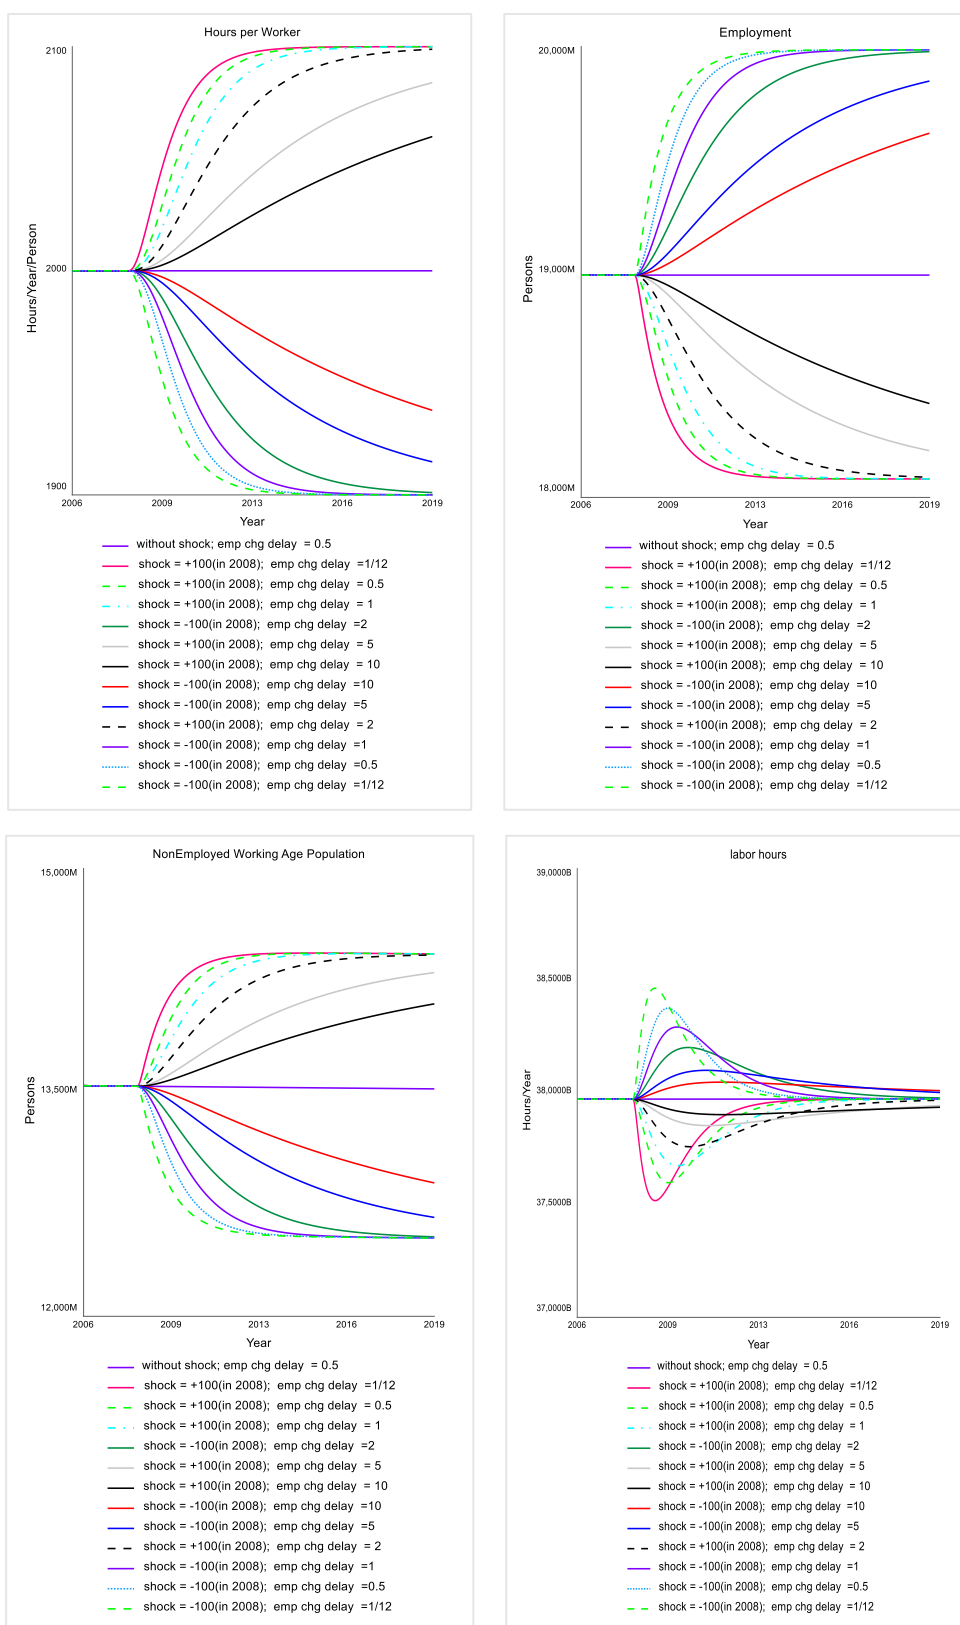 Hours per Worker
2100
2000
1900
Hours/Year/Person
2006
2009
2013
2016
2019
Year
without shock; emp chg delay = 0.5
shock = +100(in 2008); emp chg delay =1/12
shock = +100(in 2008); emp chg delay = 0.5
shock = +100(in 2008); emp chg delay = 1
shock = -100(in 2008); emp chg delay =2
shock = +100(in 2008); emp chg delay = 5
shock = +100(in 2008); emp chg delay = 10
shock = -100(in 2008); emp chg delay =10
shock = -100(in 2008); emp chg delay =5
shock = +100(in 2008); emp chg delay = 2
shock = -100(in 2008); emp chg delay =1
shock = -100(in 2008); emp chg delay =0.5
shock = -100(in 2008); emp chg delay =1/12
Employment
20,000M
19,000M
18,000M
Persons
2006
2009
2013
2016
2019
Year
without shock; emp chg delay = 0.5
shock = +100(in 2008); emp chg delay =1/12
shock = +100(in 2008); emp chg delay = 0.5
shock = +100(in 2008); emp chg delay = 1
shock = -100(in 2008); emp chg delay =2
shock = +100(in 2008); emp chg delay = 5
shock = +100(in 2008); emp chg delay = 10
shock = -100(in 2008); emp chg delay =10
shock = -100(in 2008); emp chg delay =5
shock = +100(in 2008); emp chg delay = 2
shock = -100(in 2008); emp chg delay =1
shock = -100(in 2008); emp chg delay =0.5
shock = -100(in 2008); emp chg delay =1/12
NonEmployed Working Age Population
15,000M
13,500M
12,000M
Persons
2006
2009
2013
2016
2019
Year
without shock; emp chg delay = 0.5
shock = +100(in 2008); emp chg delay =1/12
shock = +100(in 2008); emp chg delay = 0.5
shock = +100(in 2008); emp chg delay = 1
shock = -100(in 2008); emp chg delay =2
shock = +100(in 2008); emp chg delay = 5
shock = +100(in 2008); emp chg delay = 10
shock = -100(in 2008); emp chg delay =10
shock = -100(in 2008); emp chg delay =5
shock = +100(in 2008); emp chg delay = 2
shock = -100(in 2008); emp chg delay =1
shock = -100(in 2008); emp chg delay =0.5
shock = -100(in 2008); emp chg delay =1/12
labor hours
39,0000B
38,5000B
38,0000B
37,5000B
37,0000B
Hours/Year
2006
2009
2013
2016
2019
Year
without shock; emp chg delay = 0.5
shock = +100(in 2008); emp chg delay =1/12
shock = +100(in 2008); emp chg delay = 0.5
shock = +100(in 2008); emp chg delay = 1
shock = -100(in 2008); emp chg delay =2
shock = +100(in 2008); emp chg delay = 5
shock = +100(in 2008); emp chg delay = 10
shock = -100(in 2008); emp chg delay =10
shock = -100(in 2008); emp chg delay =5
shock = +100(in 2008); emp chg delay = 2
shock = -100(in 2008); emp chg delay =1
shock = -100(in 2008); emp chg delay =0.5
shock = -100(in 2008); emp chg delay =1/12